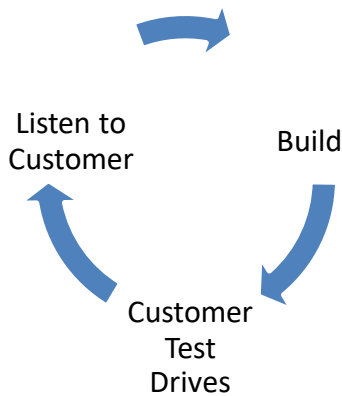 Listen to
Customer
Build
Customer
Test
Drives